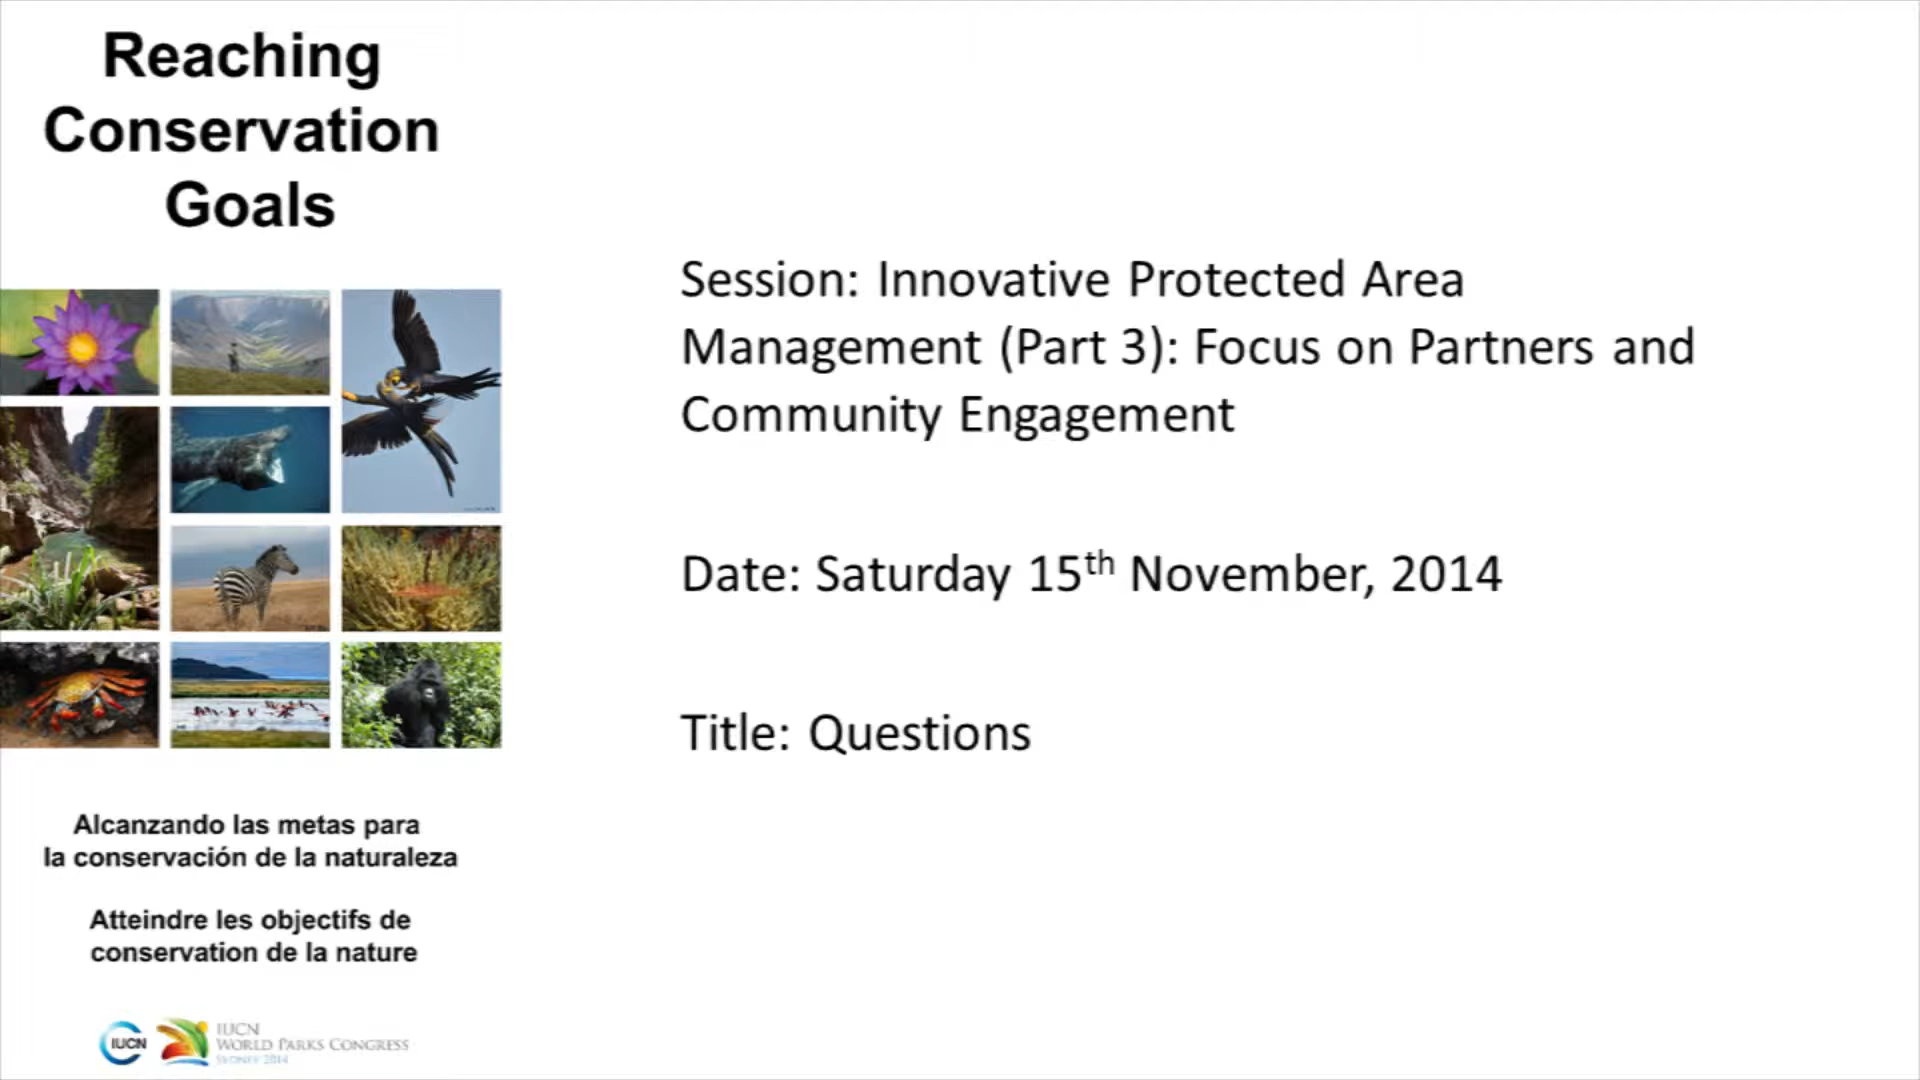 Reaching
Conservation
Goals
Session: Innovative Protected Area
Management (Part 3): Focus on Partners and
Community Engagement
Date: Saturday 15th November, 2014
Title: Questions
Alcanzando las metas para
la conservación de la naturaleza
Atteindre les objectifs de
conservation de la nature
IUCN
IUCN
WORLD PARKS CONGRESS
SYDNEY 2014